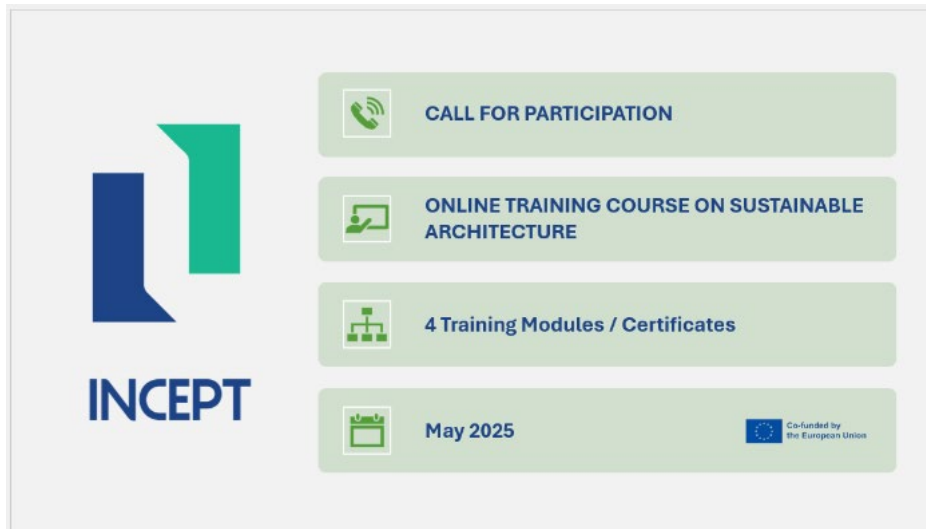 CALL FOR PARTICIPATION
ONLINE TRAINING COURSE ON SUSTAINABLE
ARCHITECTURE
4 Training Modules / Certificates
INCEPT
May 2025
Co-funded by
the European Union